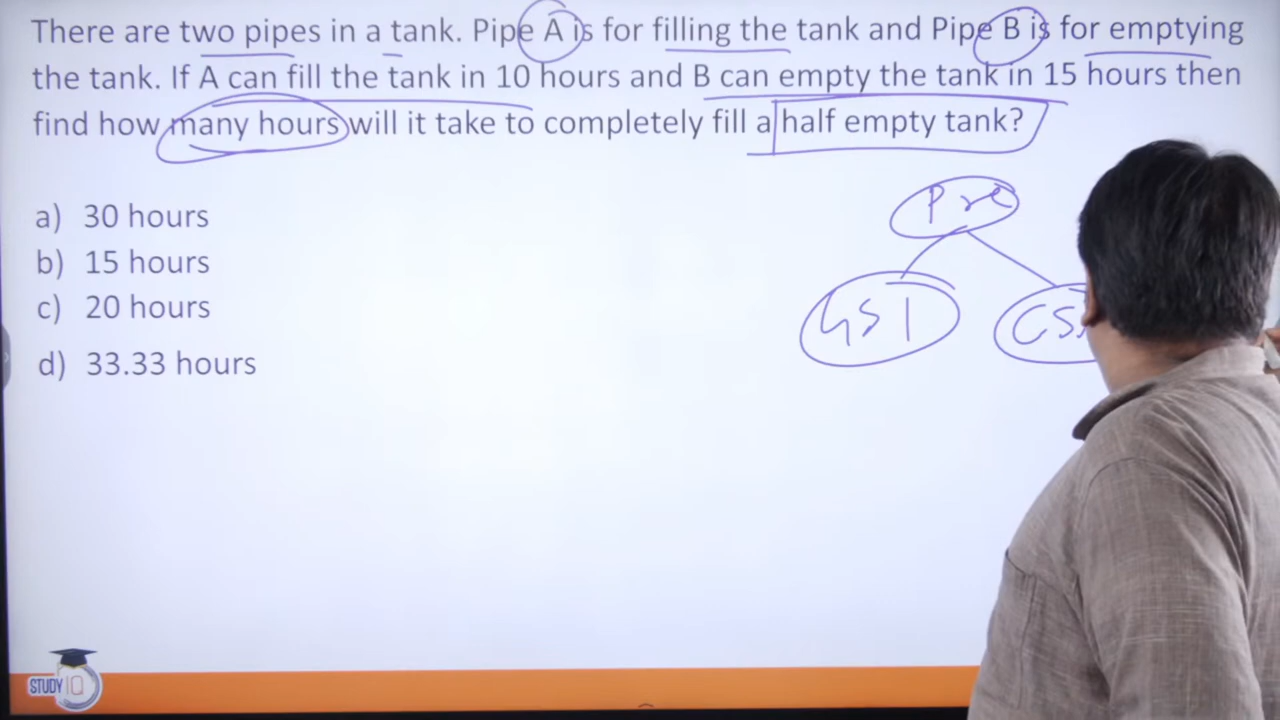 There are two pipes in a tank. Pipe A is for filling the tank and Pipe B is for emptying
the tank. If A can fill the tank in 10 hours and B can empty the tank in 15 hours then
find how many hours will it take to completely fill a half empty tank?
Pre
a) 30 hours
b) 15 hours
c) 20 hours
d) 33.33 hours
STUDY IQ